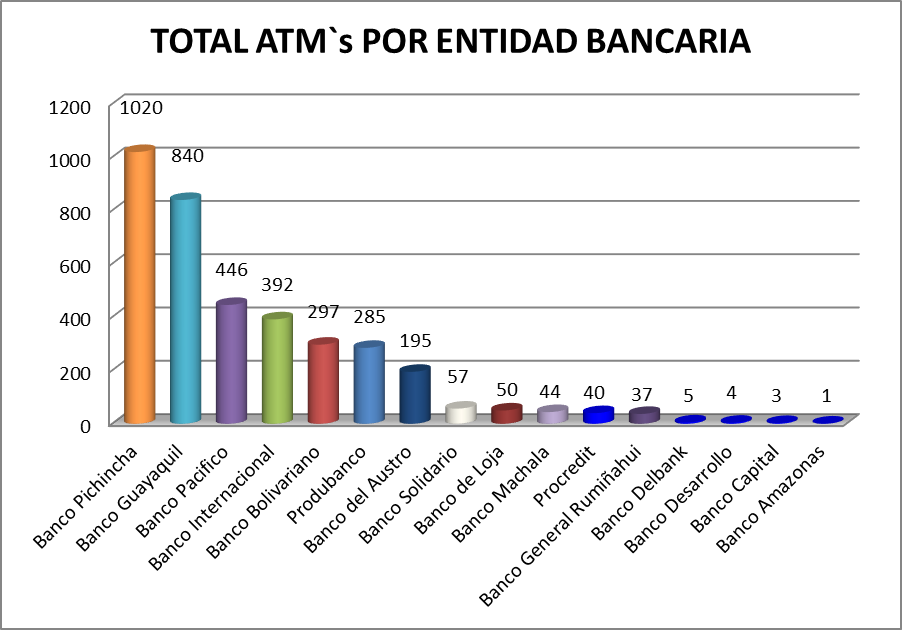 TOTAL ATM`s POR ENTIDAD BANCARIA
1200
1000
800
600
400
200
0
1020
840
446
392
297
285
195
57
50
44
40
37
5
4
3
1
Banco Pichincha
Banco Guayaquil
Banco Pacífico
Banco Internacional
Banco Bolivariano
Produbanco
Banco del Austro
Banco Solidario
Banco de Loja
Banco Machala
Procredit
Banco General Rumiñahui
Banco Delbank
Banco Desarrollo
Banco Capital
Banco Amazonas